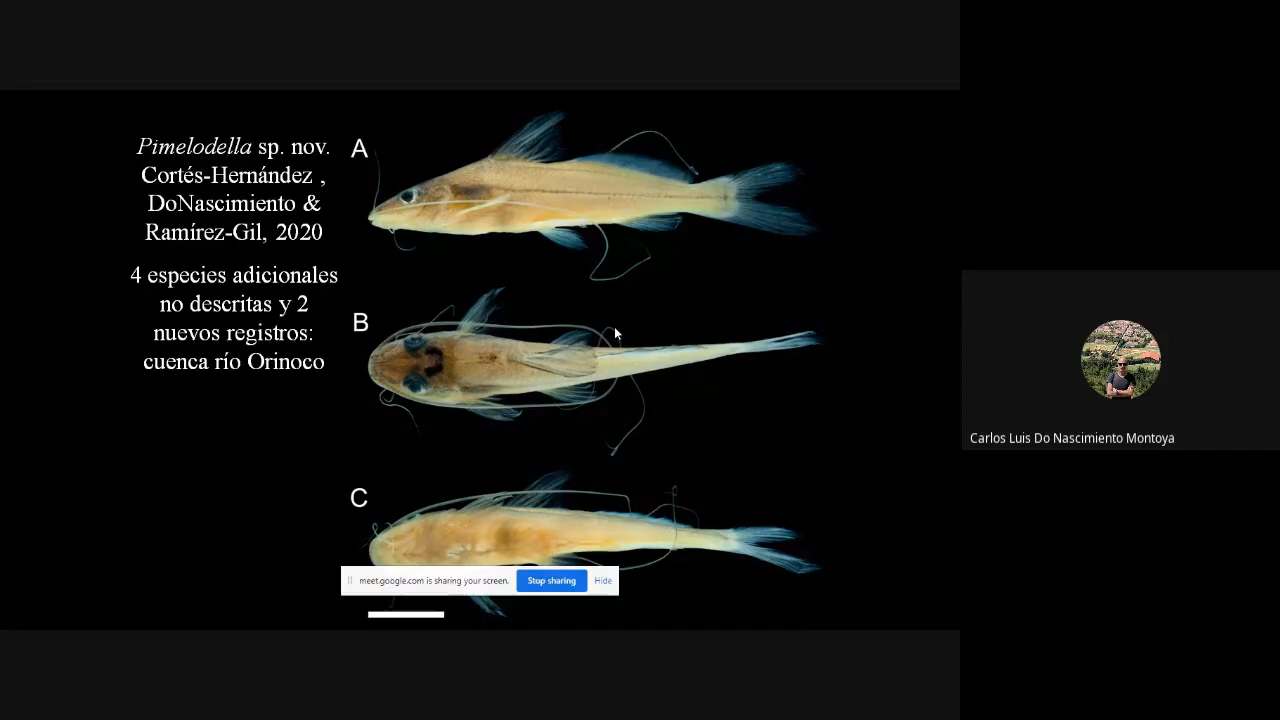 Pimelodella sp. nov.
Cortés-Hernández ,
DoNascimiento &
Ramírez-Gil, 2020
4 especies adicionales
no descritas y 2
nuevos registros:
cuenca río Orinoco
A
B
C
meet.google.com is sharing your screen.
Stop sharing
Hide
Carlos Luis Do Nascimiento Montoya